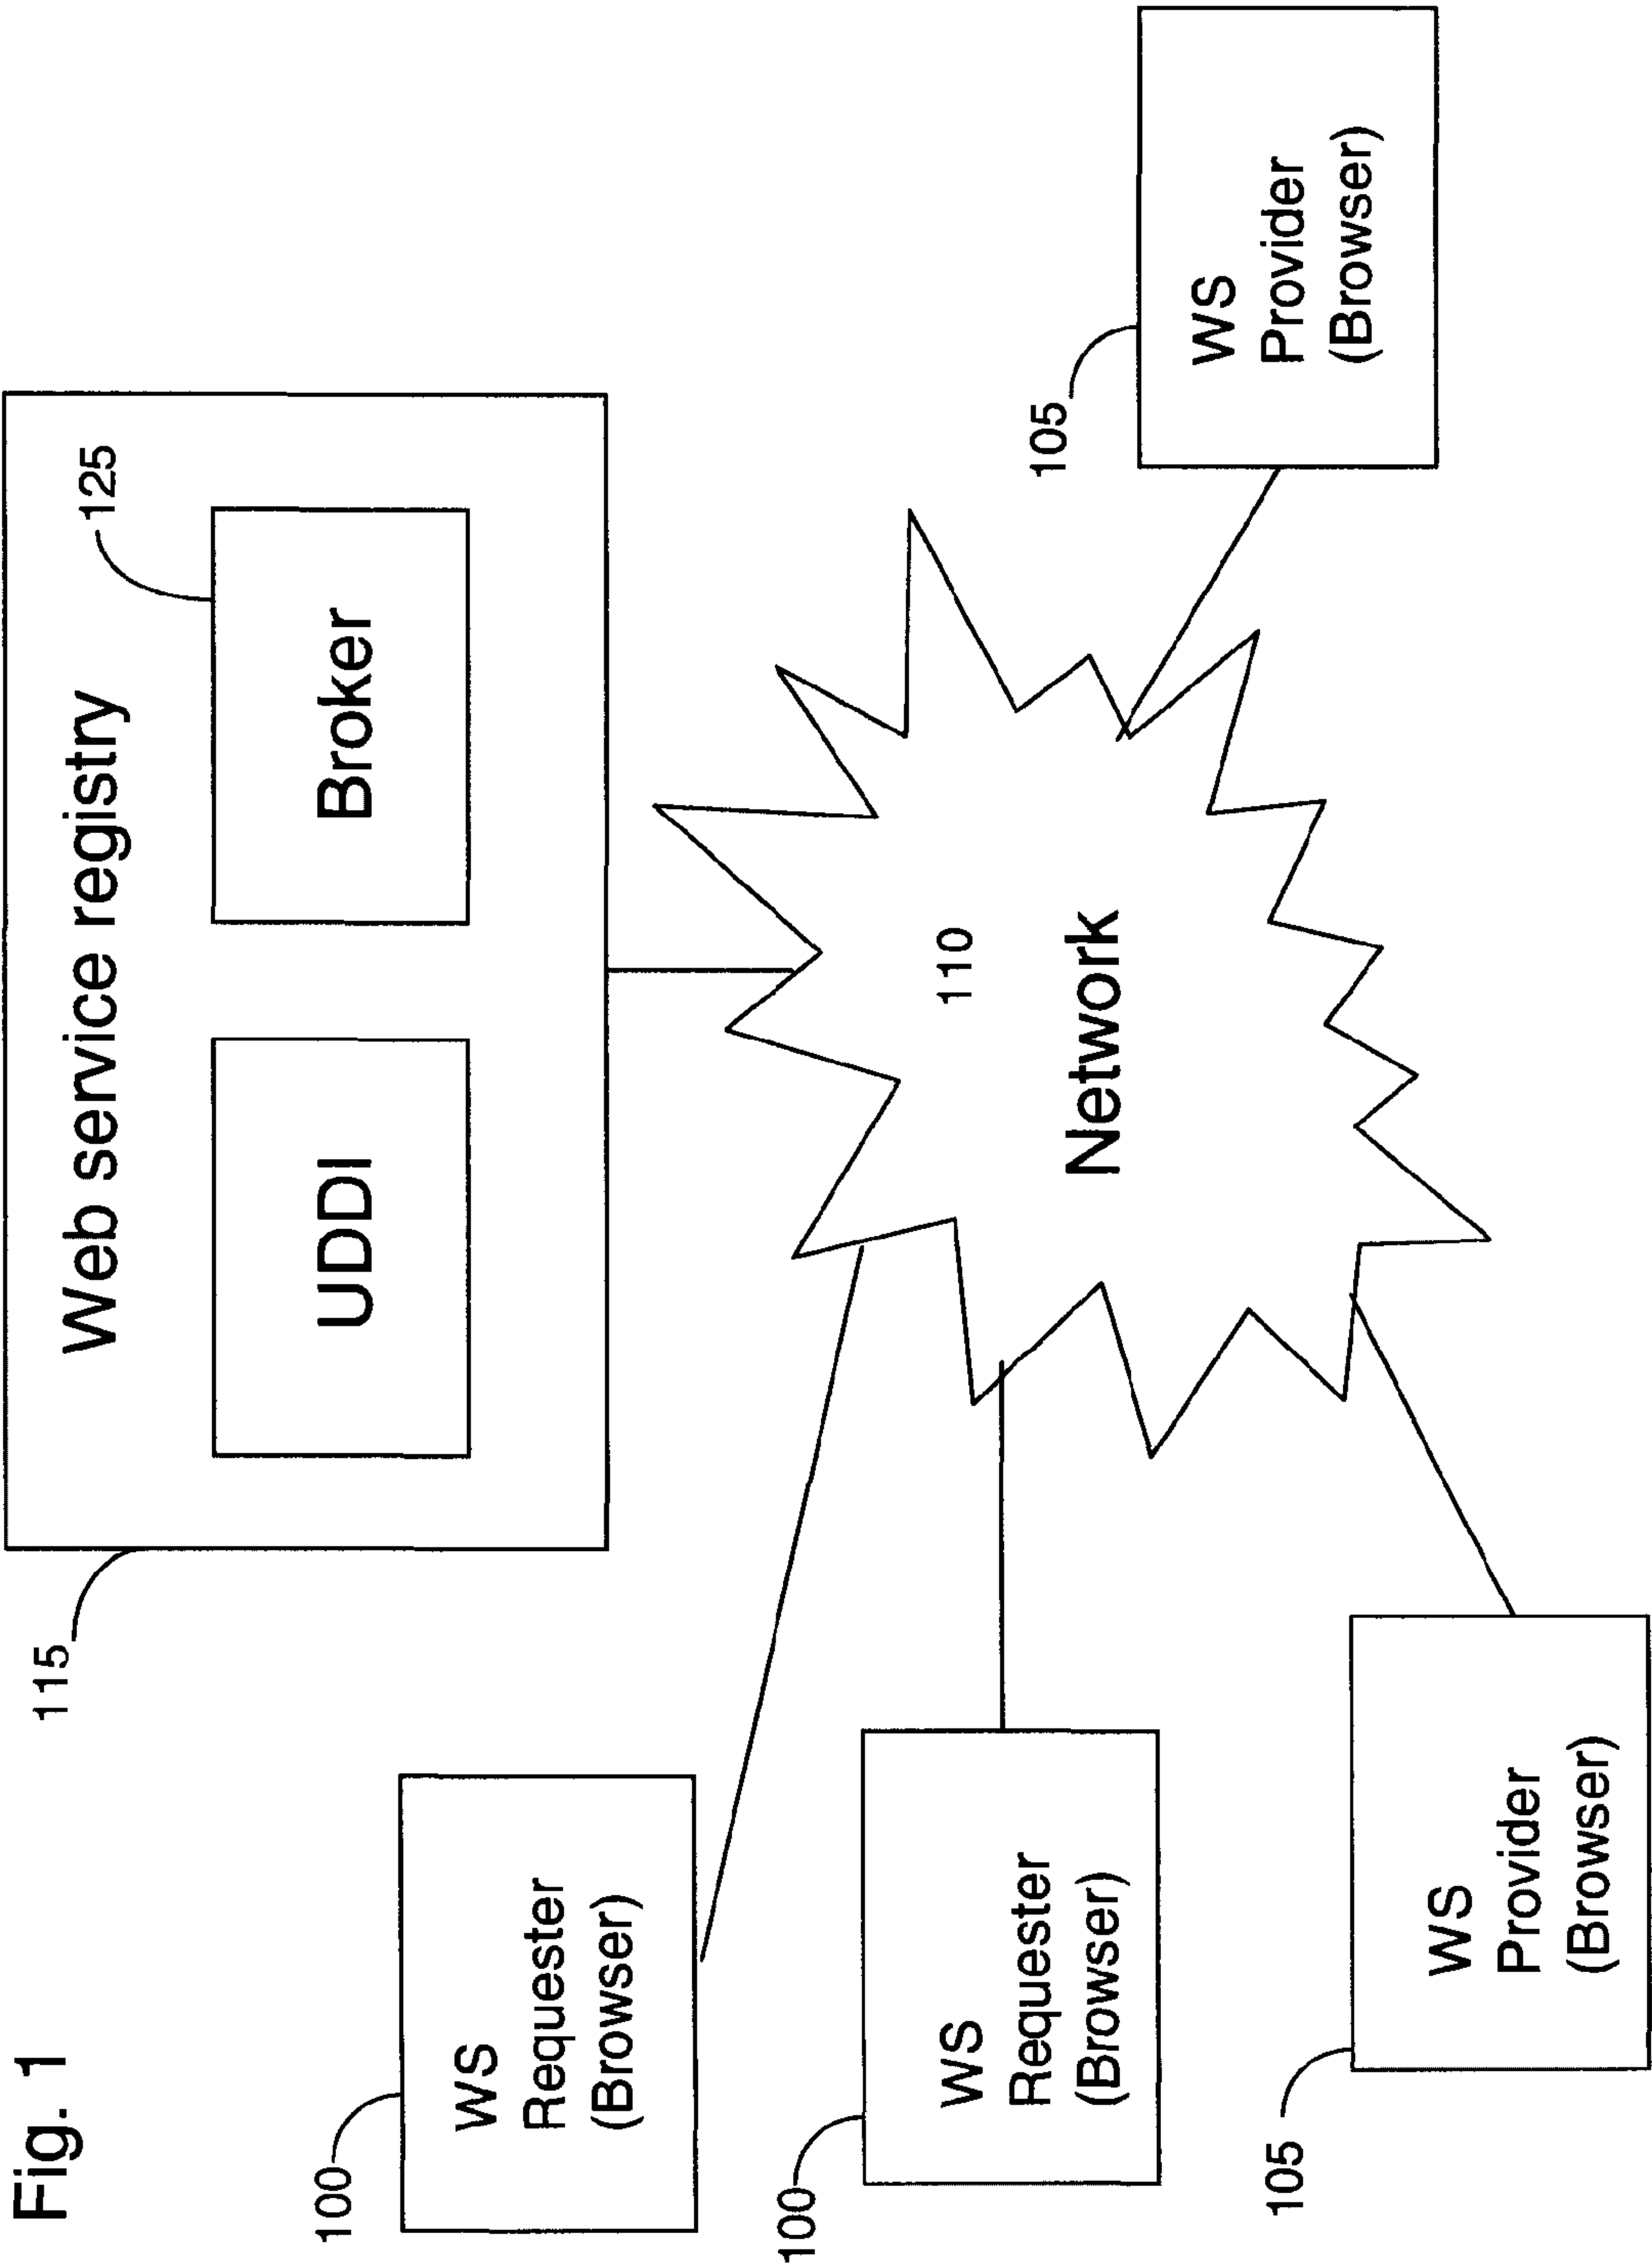 Fig. 1
115
Web service registry
125
UDDI
Broker
100
WS
Requester
(Browser)
110
Network
100
WS
Requester
(Browser)
105
WS
Provider
(Browser)
105
WS
Provider
(Browser)